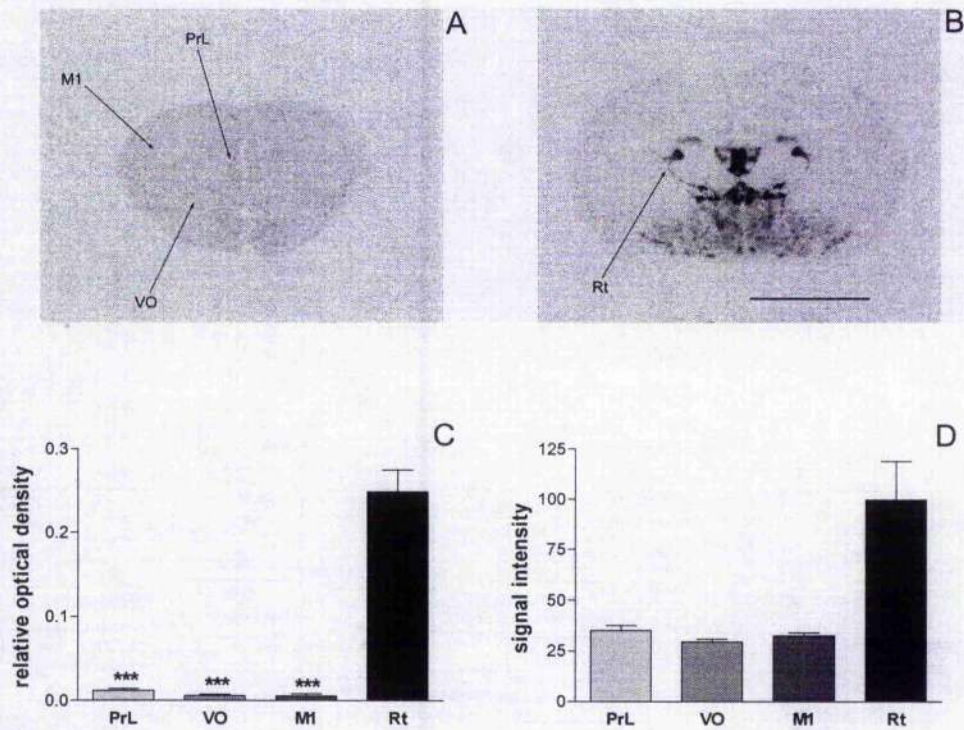 A
PrL
M1
VO
B
Rt
C
relative optical density
0.3
0.2
0.1
0.0
***
***
***
PrL VO M1 Rt
D
signal intensity
125
100
75
50
25
0
PrL VO M1 Rt